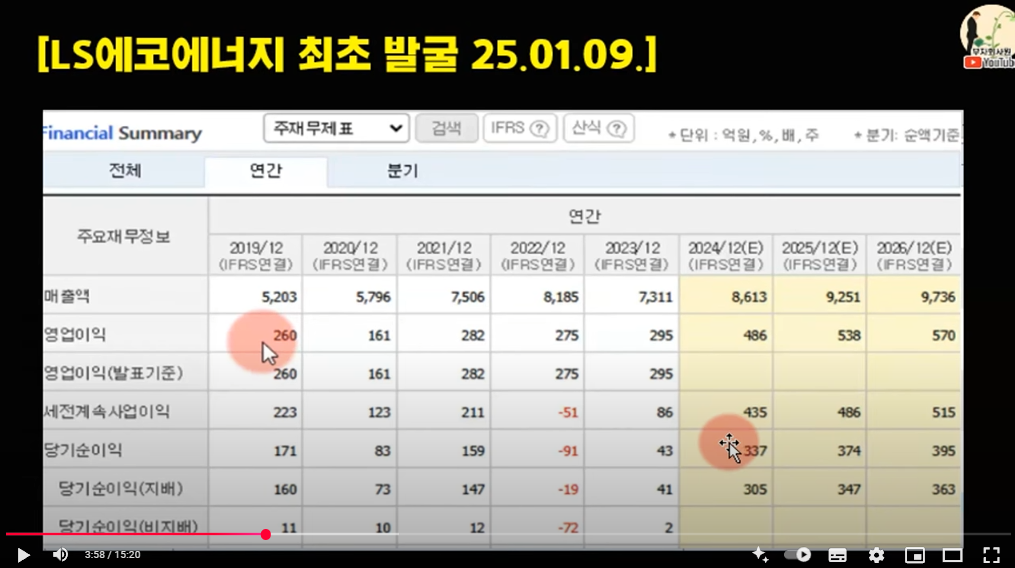 [LS에코에너지 최초 발굴 25.01.09.]
부자회사원
YouTube
Financial Summary 주재무제표 검색 IFRS ? 산식 ? * 단위 : 억원, %, 배, 주 * 분기: 순액기준
전체 연간 분기
주요재무정보 연간
2019/12 2020/12 2021/12 2022/12 2023/12 2024/12(E) 2025/12(E) 2026/12(E)
(IFRS연결) (IFRS연결) (IFRS연결) (IFRS연결) (IFRS연결) (IFRS연결) (IFRS연결) (IFRS연결)
매출액 5,203 5,796 7,506 8,185 7,311 8,613 9,251 9,736
영업이익 260 161 282 275 295 486 538 570
영업이익(발표기준) 260 161 282 275 295
세전계속사업이익 223 123 211 -51 86 435 486 515
당기순이익 171 83 159 -91 43 337 374 395
당기순이익(지배) 160 73 147 -19 41 305 347 363
당기순이익(비지배) 11 10 12 -72 2
3:58 / 15:20